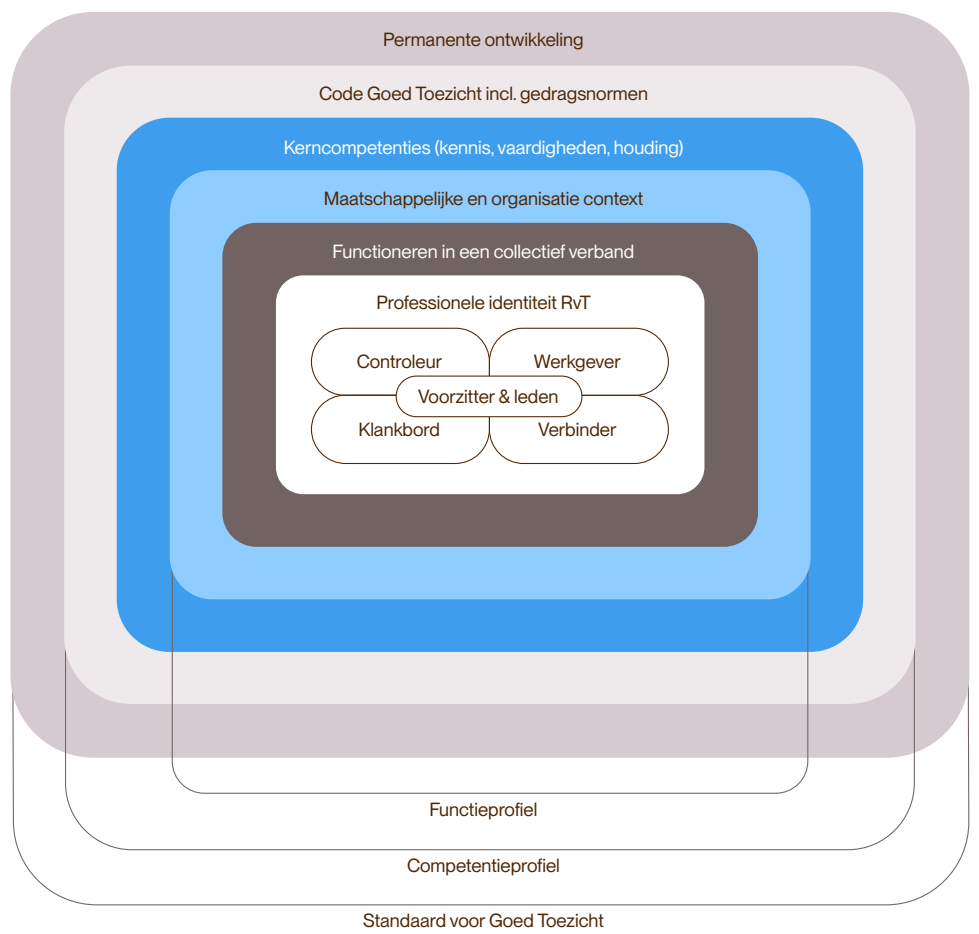 Permanente ontwikkeling
Code Goed Toezicht incl. gedragsnormen
Kerncompetenties (kennis, vaardigheden, houding)
Maatschappelijke en organisatie context
Functioneren in een collectief verband
Professionele identiteit RvT
Controleur
Werkgever
Voorzitter & leden
Klankbord
Verbinder
Functieprofiel
Competentieprofiel
Standaard voor Goed Toezicht